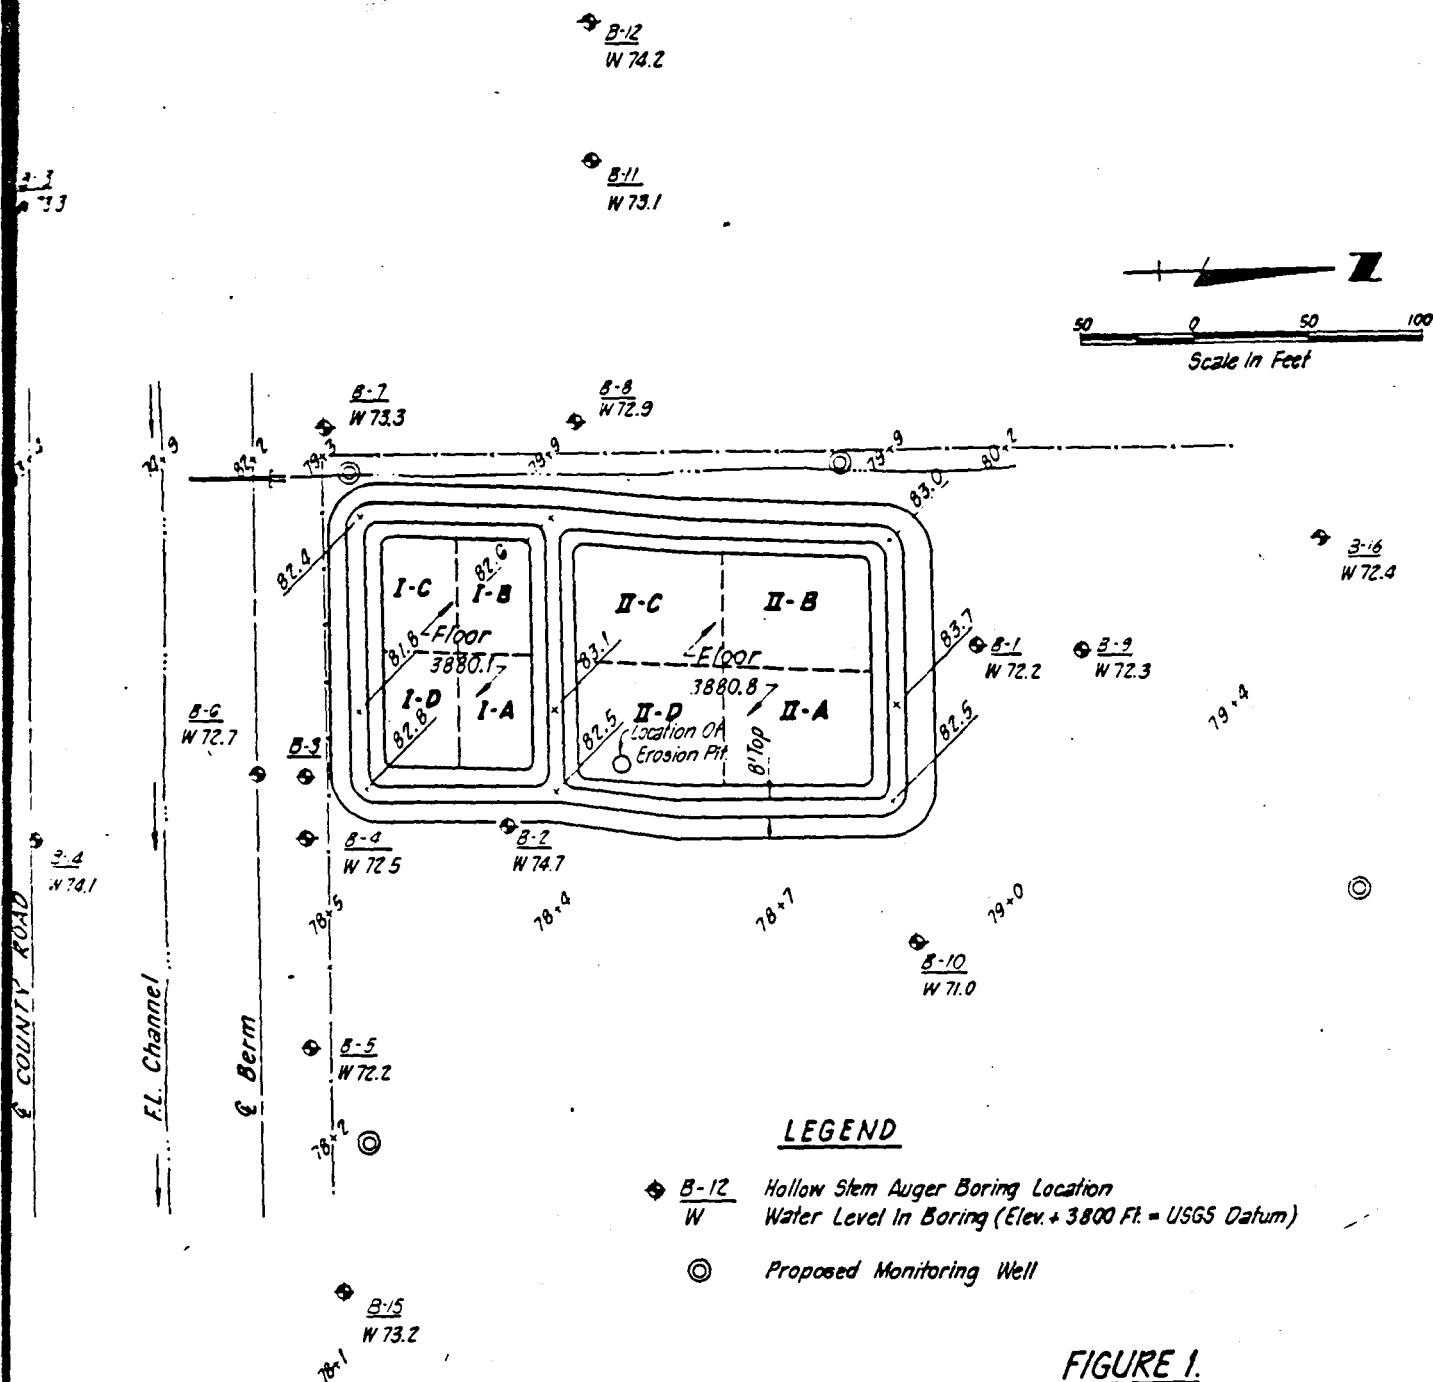 B-12
W 74.2
B-11
W 73.1
73.3
Z
50 0 50 100
Scale In Feet
B-7
W 73.3
B-8
W 72.9
82+2
79+3
79+9
79+9
80+2
83.0
B-16
W 72.4
82.4
I-C
82.6
I-B
II-C
II-B
81.8
Floor
3880.1
83.1
Floor
3880.8
83.7
B-1
W 72.2
B-9
W 72.3
79+4
I-D
I-A
82.8
82.5
II-D
II-A
Location Of
Erosion Pit
8' Top
82.5
B-6
W 72.7
B-3
B-4
W 72.5
B-2
W 74.7
W 74.1
78+5
78+4
78+7
79+0
B-10
W 71.0
℄ COUNTY ROAD
F.L. Channel
℄ Berm
B-5
W 72.2
78+2
LEGEND
B-12 Hollow Stem Auger Boring Location
W Water Level In Boring (Elev. + 3800 Ft. = USGS Datum)
Proposed Monitoring Well
B-15
W 73.2
78+1
FIGURE 1.